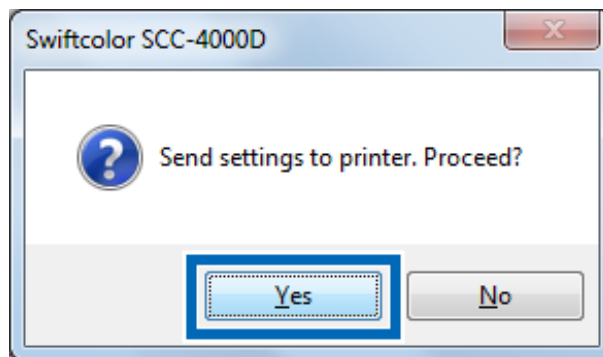 Swiftcolor SCC-4000D
Send settings to printer. Proceed?
Yes
No